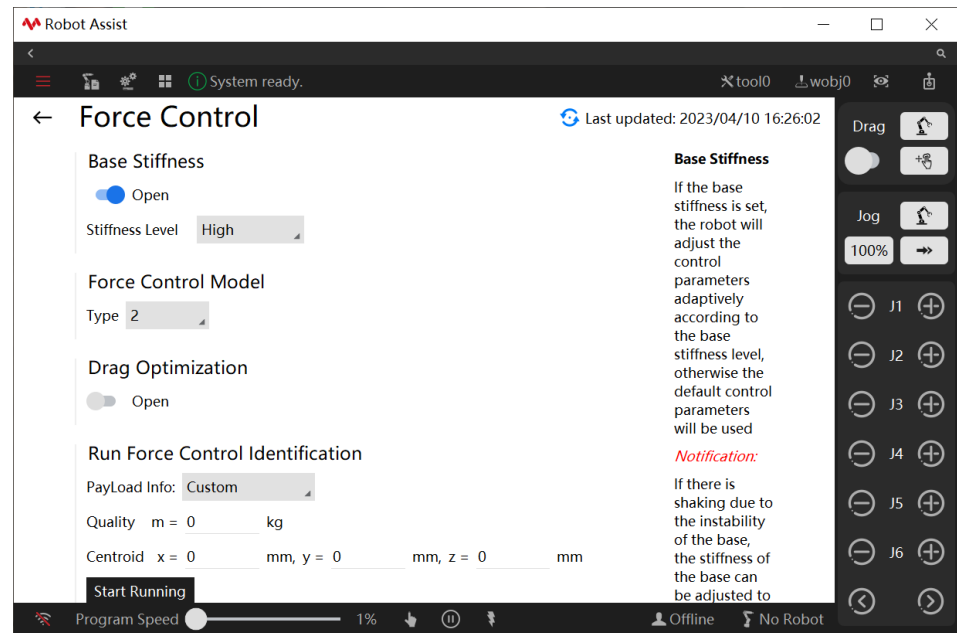 Robot Assist
System ready.
tool0
wobj0
Force Control
Last updated: 2023/04/10 16:26:02
Base Stiffness
Open
Stiffness Level High
Force Control Model
Type 2
Drag Optimization
Open
Run Force Control Identification
PayLoad Info: Custom
Quality m = 0 kg
Centroid x = 0 mm, y = 0 mm, z = 0 mm
Start Running
Base Stiffness
If the base
stiffness is set,
the robot will
adjust the
control
parameters
adaptively
according to
the base
stiffness level,
otherwise the
default control
parameters
will be used
Notification:
If there is
shaking due to
the instability
of the base,
the stiffness of
the base can
be adjusted to
Drag
Jog
100%
J1
J2
J3
J4
J5
J6
Program Speed 1%
Offline
No Robot